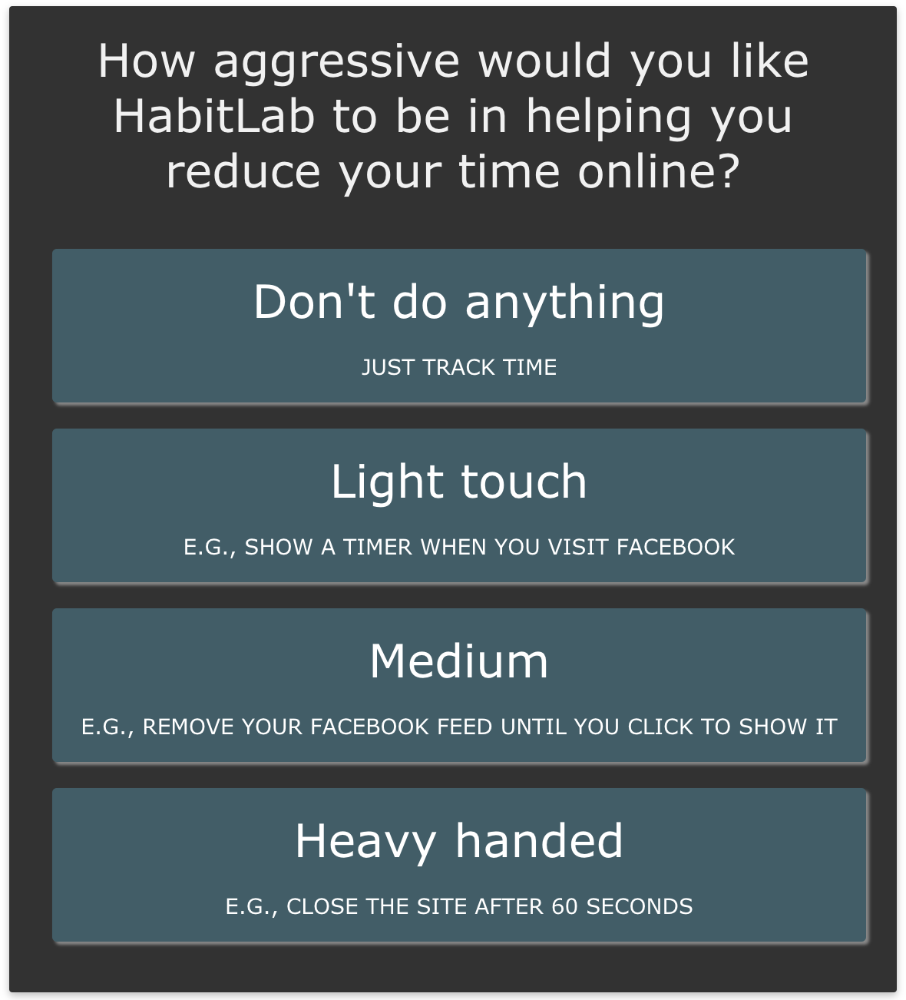 How aggressive would you like
HabitLab to be in helping you
reduce your time online?
Don't do anything
JUST TRACK TIME
Light touch
E.G., SHOW A TIMER WHEN YOU VISIT FACEBOOK
Medium
E.G., REMOVE YOUR FACEBOOK FEED UNTIL YOU CLICK TO SHOW IT
Heavy handed
E.G., CLOSE THE SITE AFTER 60 SECONDS